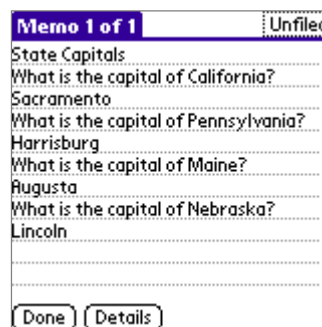 Memo 1 of 1
State Capitals
What is the capital of California?
Sacramento
What is the capital of Pennsylvania?
Harrisburg
What is the capital of Maine?
Augusta
What is the capital of Nebraska?
Lincoln
Done Details